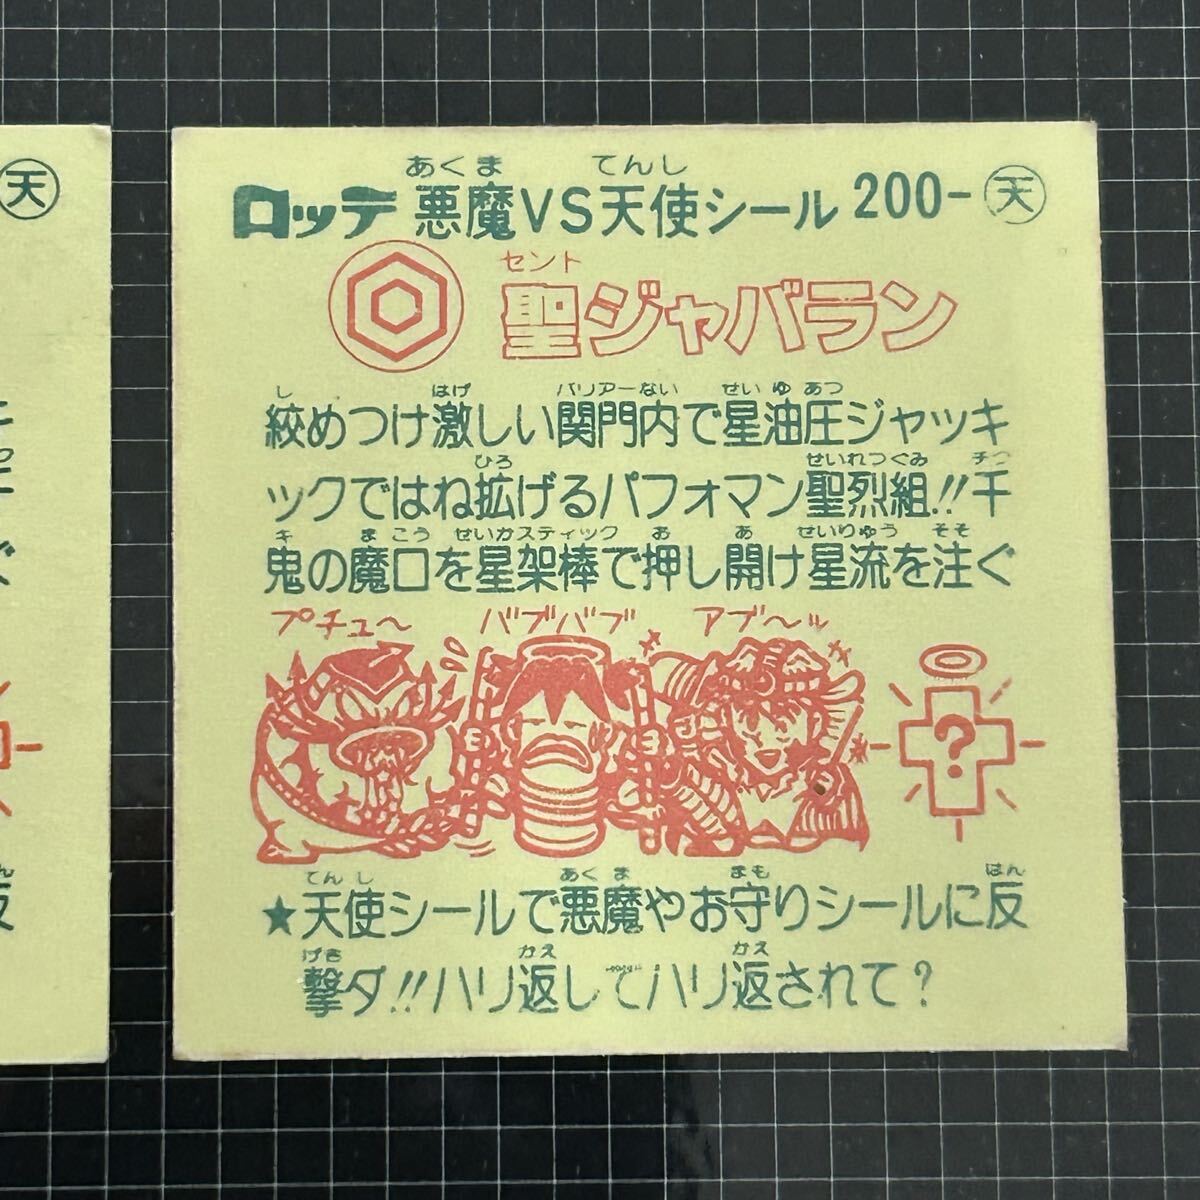 天
あくま てんし
ロッテ 悪魔VS天使シール 200-天
セント
聖ジャバラン
し はげ バリアーない せいゆあつ
絞めつけ激しい関門内で星油圧ジャッキ
ひろ せいれつぐみ チっ
ックではね拡げるパフォマン聖烈組!!千
キ まこう せいかスティック お あ せいりゅう そそ
鬼の魔口を星架棒で押し開け星流を注ぐ
プチュ〜 バブバブ アブ〜ル
?
てんし あくま まも はん
★天使シールで悪魔やお守りシールに反
げき かえ かえ
撃ダ!!ハリ返してハリ返されて?